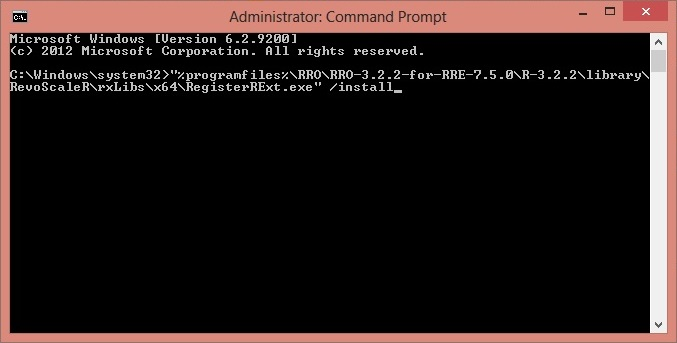 Administrator: Command Prompt
Microsoft Windows [Version 6.2.9200]
(c) 2012 Microsoft Corporation. All rights reserved.
C:\Windows\system32>"%programfiles%\RRO\RRO-3.2.2-for-RRE-7.5.0\R-3.2.2\library\
RevoScaleR\rxLibs\x64\RegisterRExt.exe" /install_